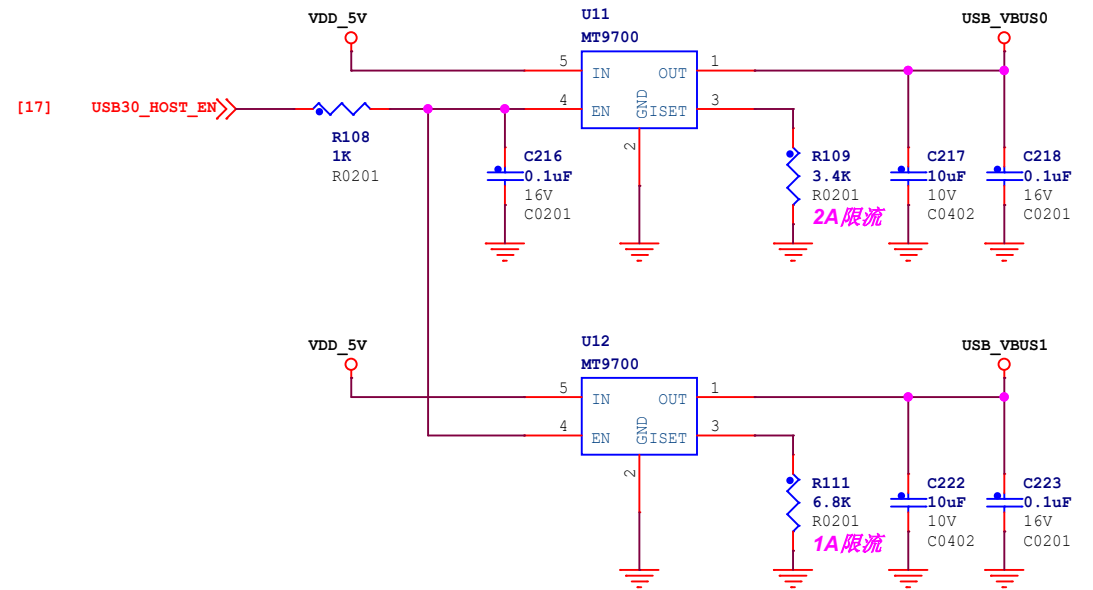 VDD_5V
U11
MT9700
USB_VBUS0
5
IN
OUT
1
[17]
USB30_HOST_EN
4
EN
GND
ISET
3
2
R108
1K
R0201
C216
0.1uF
16V
C0201
R109
3.4K
R0201
2A限流
C217
10uF
10V
C0402
C218
0.1uF
16V
C0201
VDD_5V
U12
MT9700
USB_VBUS1
5
IN
OUT
1
4
EN
GND
ISET
3
2
R111
6.8K
R0201
1A限流
C222
10uF
10V
C0402
C223
0.1uF
16V
C0201